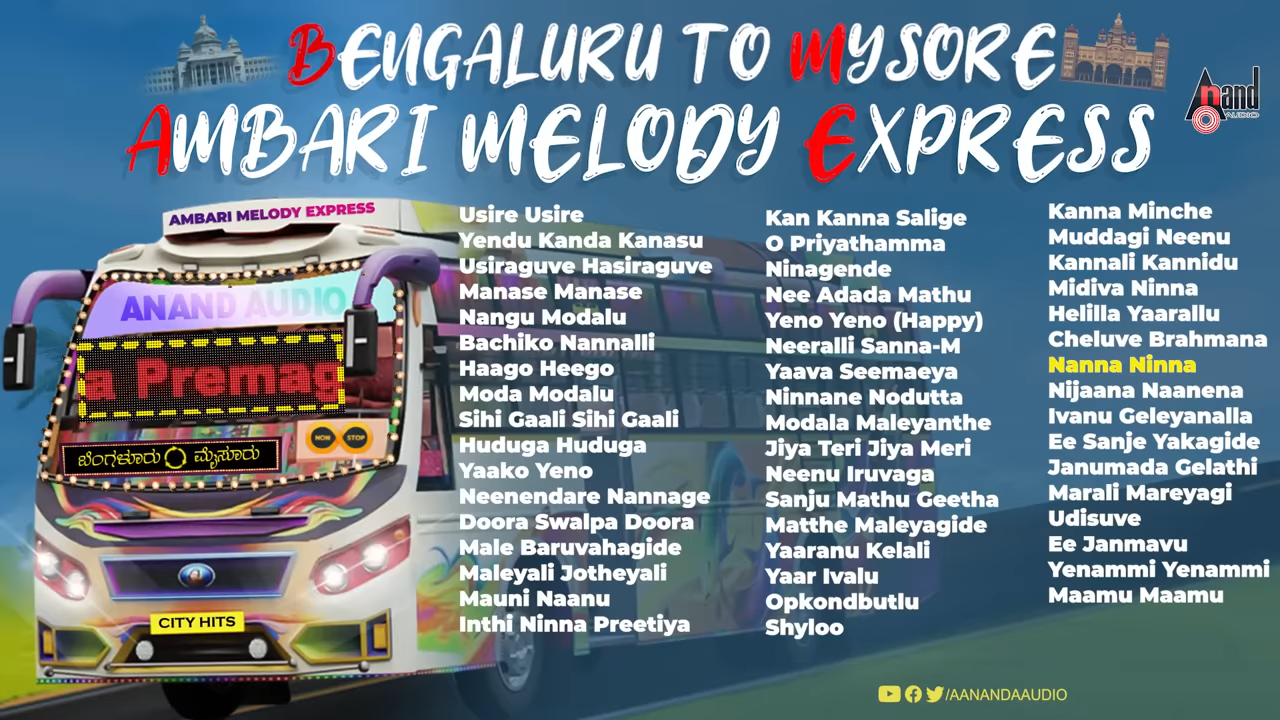 BENGALURU TO MYSORE
AMBARI MELODY EXPRESS
Anand
AUDIO
AMBARI MELODY EXPRESS
ANAND AUDIO
a Premag
NON STOP
ಬೆಂಗಳೂರು ಮೈಸೂರು
CITY HITS
Usire Usire
Yendu Kanda Kanasu
Usiraguve Hasiraguve
Manase Manase
Nangu Modalu
Bachiko Nannalli
Haago Heego
Moda Modalu
Sihi Gaali Sihi Gaali
Huduga Huduga
Yaako Yeno
Neenendare Nannage
Doora Swalpa Doora
Male Baruvahagide
Maleyali Jotheyali
Mauni Naanu
Inthi Ninna Preetiya
Kan Kanna Salige
O Priyathamma
Ninagende
Nee Adada Mathu
Yeno Yeno (Happy)
Neeralli Sanna-M
Yaava Seemaeya
Ninnane Nodutta
Modala Maleyanthe
Jiya Teri Jiya Meri
Neenu Iruvaga
Sanju Mathu Geetha
Matthe Maleyagide
Yaaranu Kelali
Yaar Ivalu
Opkondbutlu
Shyloo
Kanna Minche
Muddagi Neenu
Kannali Kannidu
Midiva Ninna
Helilla Yaarallu
Cheluve Brahmana
Nanna Ninna
Nijaana Naanena
Ivanu Geleyanalla
Ee Sanje Yakagide
Janumada Gelathi
Marali Mareyagi
Udisuve
Ee Janmavu
Yenammi Yenammi
Maamu Maamu
/AANANDAAUDIO